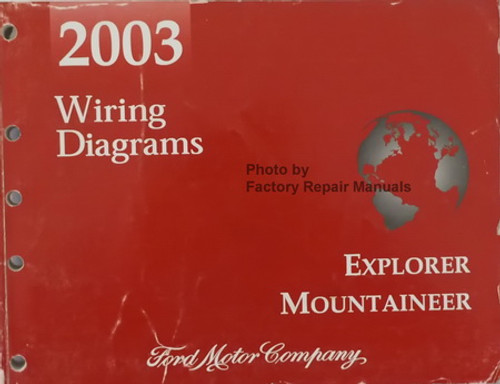 2003
Wiring
Diagrams
Photo by
Factory Repair Manuals
EXPLORER
MOUNTAINEER
Ford Motor Company